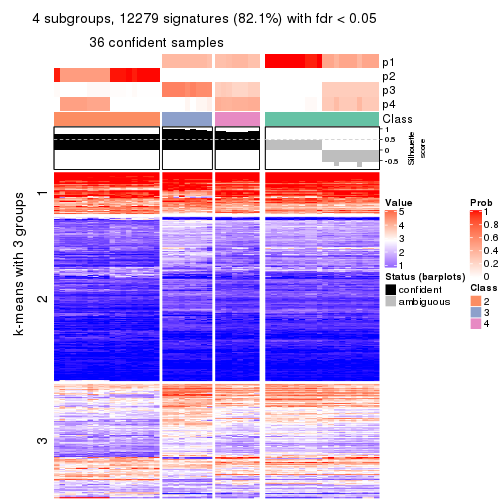 4 subgroups, 12279 signatures (82.1%) with fdr < 0.05
36 confident samples
p1
p2
p3
p4
Class
1
0.5
0
-0.5
Silhouette
score
k-means with 3 groups
1
2
3
Value
5
4
3
2
1
Status (barplots)
confident
ambiguous
Prob
1
0.8
0.6
0.4
0.2
0
Class
2
3
4